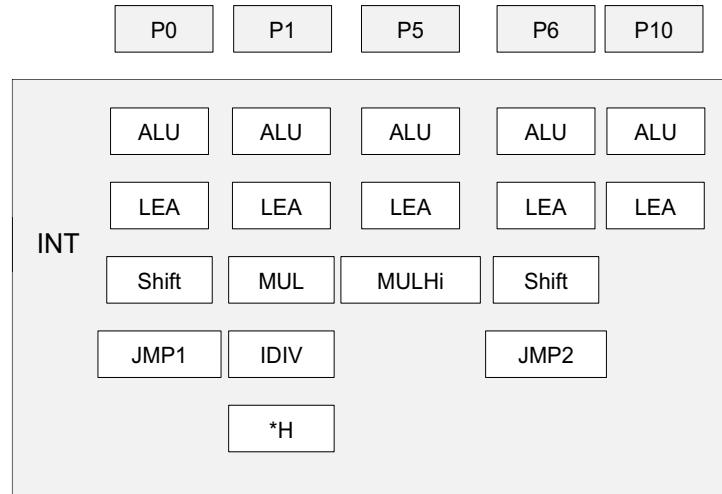 P0 P1 P5 P6 P10
ALU ALU ALU ALU ALU
LEA LEA LEA LEA LEA
INT
Shift MUL MULHi Shift
JMP1 IDIV JMP2
*H